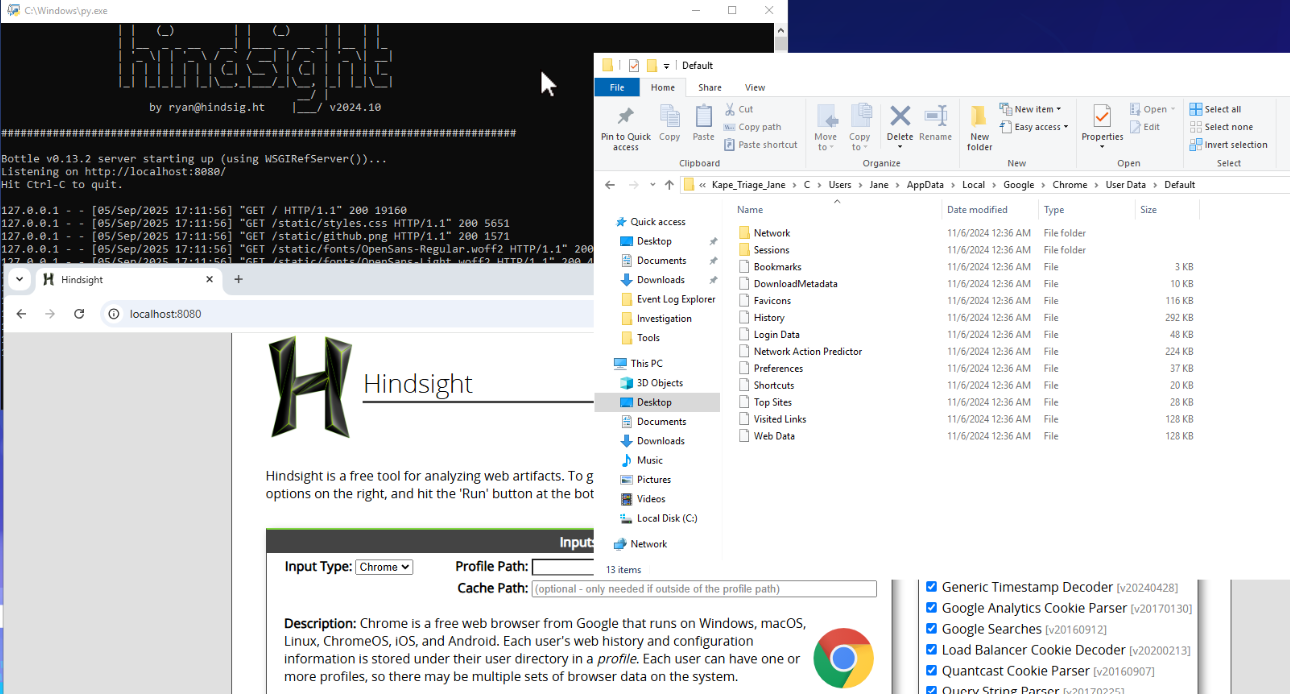 C:\Windows\py.exe
by ryan@hindsig.ht |___/ v2024.10
################################################################################
Bottle v0.13.2 server starting up (using WSGIRefServer())...
Listening on http://localhost:8080/
Hit Ctrl-C to quit.
127.0.0.1 - - [05/Sep/2025 17:11:56] "GET / HTTP/1.1" 200 19160
127.0.0.1 - - [05/Sep/2025 17:11:56] "GET /static/styles.css HTTP/1.1" 200 5651
127.0.0.1 - - [05/Sep/2025 17:11:56] "GET /static/github.png HTTP/1.1" 200 1571
127.0.0.1 - - [05/Sep/2025 17:11:56] "GET /static/fonts/OpenSans-Regular.woff2 HTTP/1.1" 200
127.0.0.1 - - [05/Sep/2025 17:11:56] "GET /static/fonts/OpenSans-Light.woff2 HTTP/1.1" 200 4
Hindsight
localhost:8080
Hindsight
Hindsight is a free tool for analyzing web artifacts. To g
options on the right, and hit the 'Run' button at the bot
Inputs
Input Type: Chrome Profile Path:
Cache Path: (optional - only needed if outside of the profile path)
Description: Chrome is a free web browser from Google that runs on Windows, macOS,
Linux, ChromeOS, iOS, and Android. Each user's web history and configuration
information is stored under their user directory in a profile. Each user can have one or
more profiles, so there may be multiple sets of browser data on the system.
Default
File Home Share View
Pin to Quick access
Copy
Paste
Cut
Copy path
Paste shortcut
Clipboard
Move to
Copy to
Delete
Rename
Organize
New folder
New item
Easy access
New
Properties
Open
Edit
Open
Select all
Select none
Invert selection
Select
« Kape_Triage_Jane > C > Users > Jane > AppData > Local > Google > Chrome > User Data > Default
Quick access
Desktop
Documents
Downloads
Event Log Explorer
Investigation
Tools
This PC
3D Objects
Desktop
Documents
Downloads
Music
Pictures
Videos
Local Disk (C:)
Network
Name Date modified Type Size
Network 11/6/2024 12:36 AM File folder
Sessions 11/6/2024 12:36 AM File folder
Bookmarks 11/6/2024 12:36 AM File 3 KB
DownloadMetadata 11/6/2024 12:36 AM File 10 KB
Favicons 11/6/2024 12:36 AM File 116 KB
History 11/6/2024 12:36 AM File 292 KB
Login Data 11/6/2024 12:36 AM File 48 KB
Network Action Predictor 11/6/2024 12:36 AM File 224 KB
Preferences 11/6/2024 12:36 AM File 37 KB
Shortcuts 11/6/2024 12:36 AM File 20 KB
Top Sites 11/6/2024 12:36 AM File 28 KB
Visited Links 11/6/2024 12:36 AM File 128 KB
Web Data 11/6/2024 12:36 AM File 128 KB
13 items
Generic Timestamp Decoder [v20240428]
Google Analytics Cookie Parser [v20170130]
Google Searches [v20160912]
Load Balancer Cookie Decoder [v20200213]
Quantcast Cookie Parser [v20160907]
Query String Parser [v20170225]